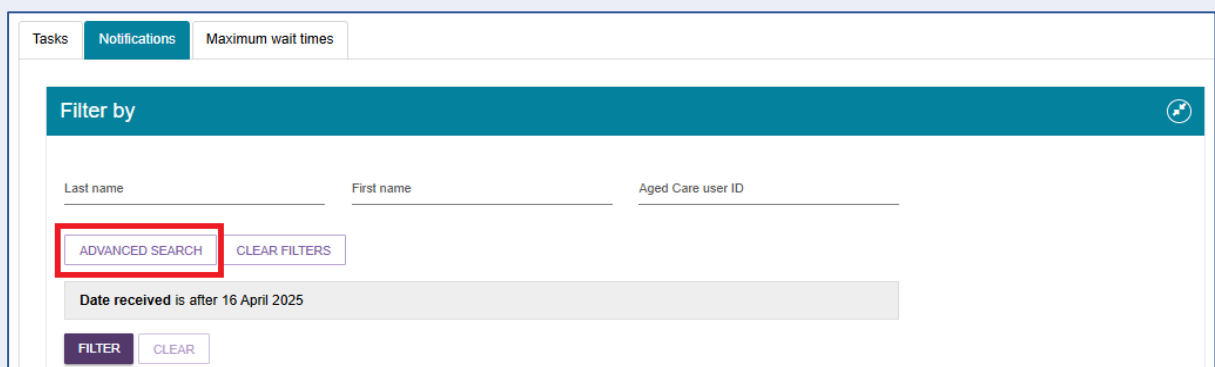 Tasks Notifications Maximum wait times
Filter by
Last name First name Aged Care user ID
ADVANCED SEARCH CLEAR FILTERS
Date received is after 16 April 2025
FILTER CLEAR